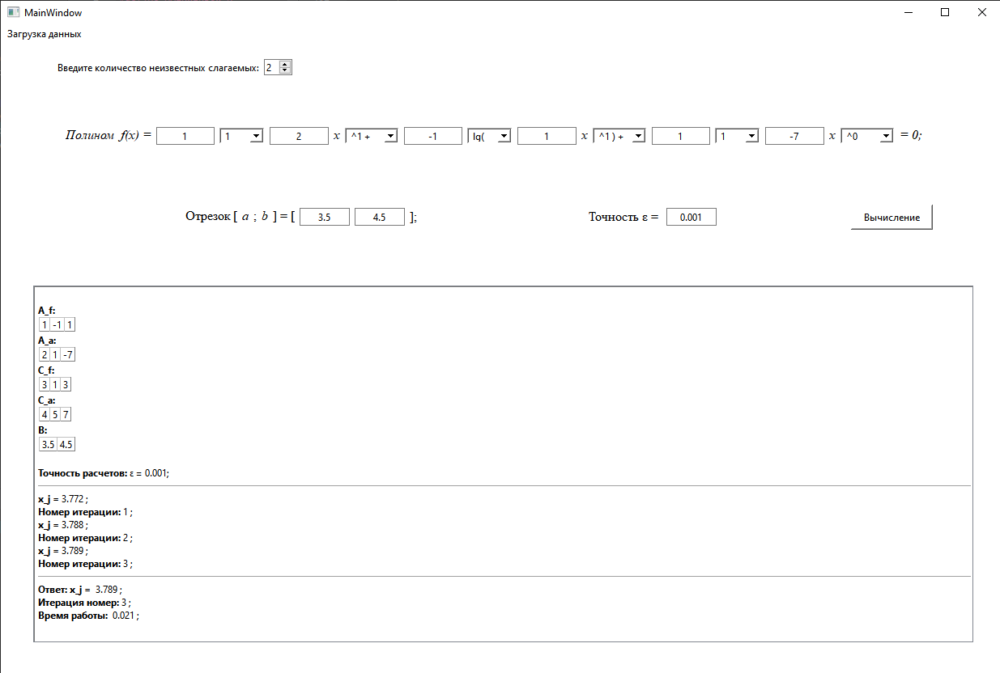 MainWindow
Загрузка данных
Введите количество неизвестных слагаемых: 2
Полином f(x) = 1 1 2 x ^1 + -1 lg( 1 x ^1 ) + 1 1 -7 x ^0 = 0;
Отрезок [ a ; b ] = [ 3.5 4.5 ]; Точность ε = 0.001 Вычисление
A_f:
1 -1 1
A_a:
2 1 -7
C_f:
3 1 3
C_a:
4 5 7
B:
3.5 4.5
Точность расчетов: ε = 0.001;
x_j = 3.772 ;
Номер итерации: 1 ;
x_j = 3.788 ;
Номер итерации: 2 ;
x_j = 3.789 ;
Номер итерации: 3 ;
Ответ: x_j = 3.789 ;
Итерация номер: 3 ;
Время работы: 0.021 ;